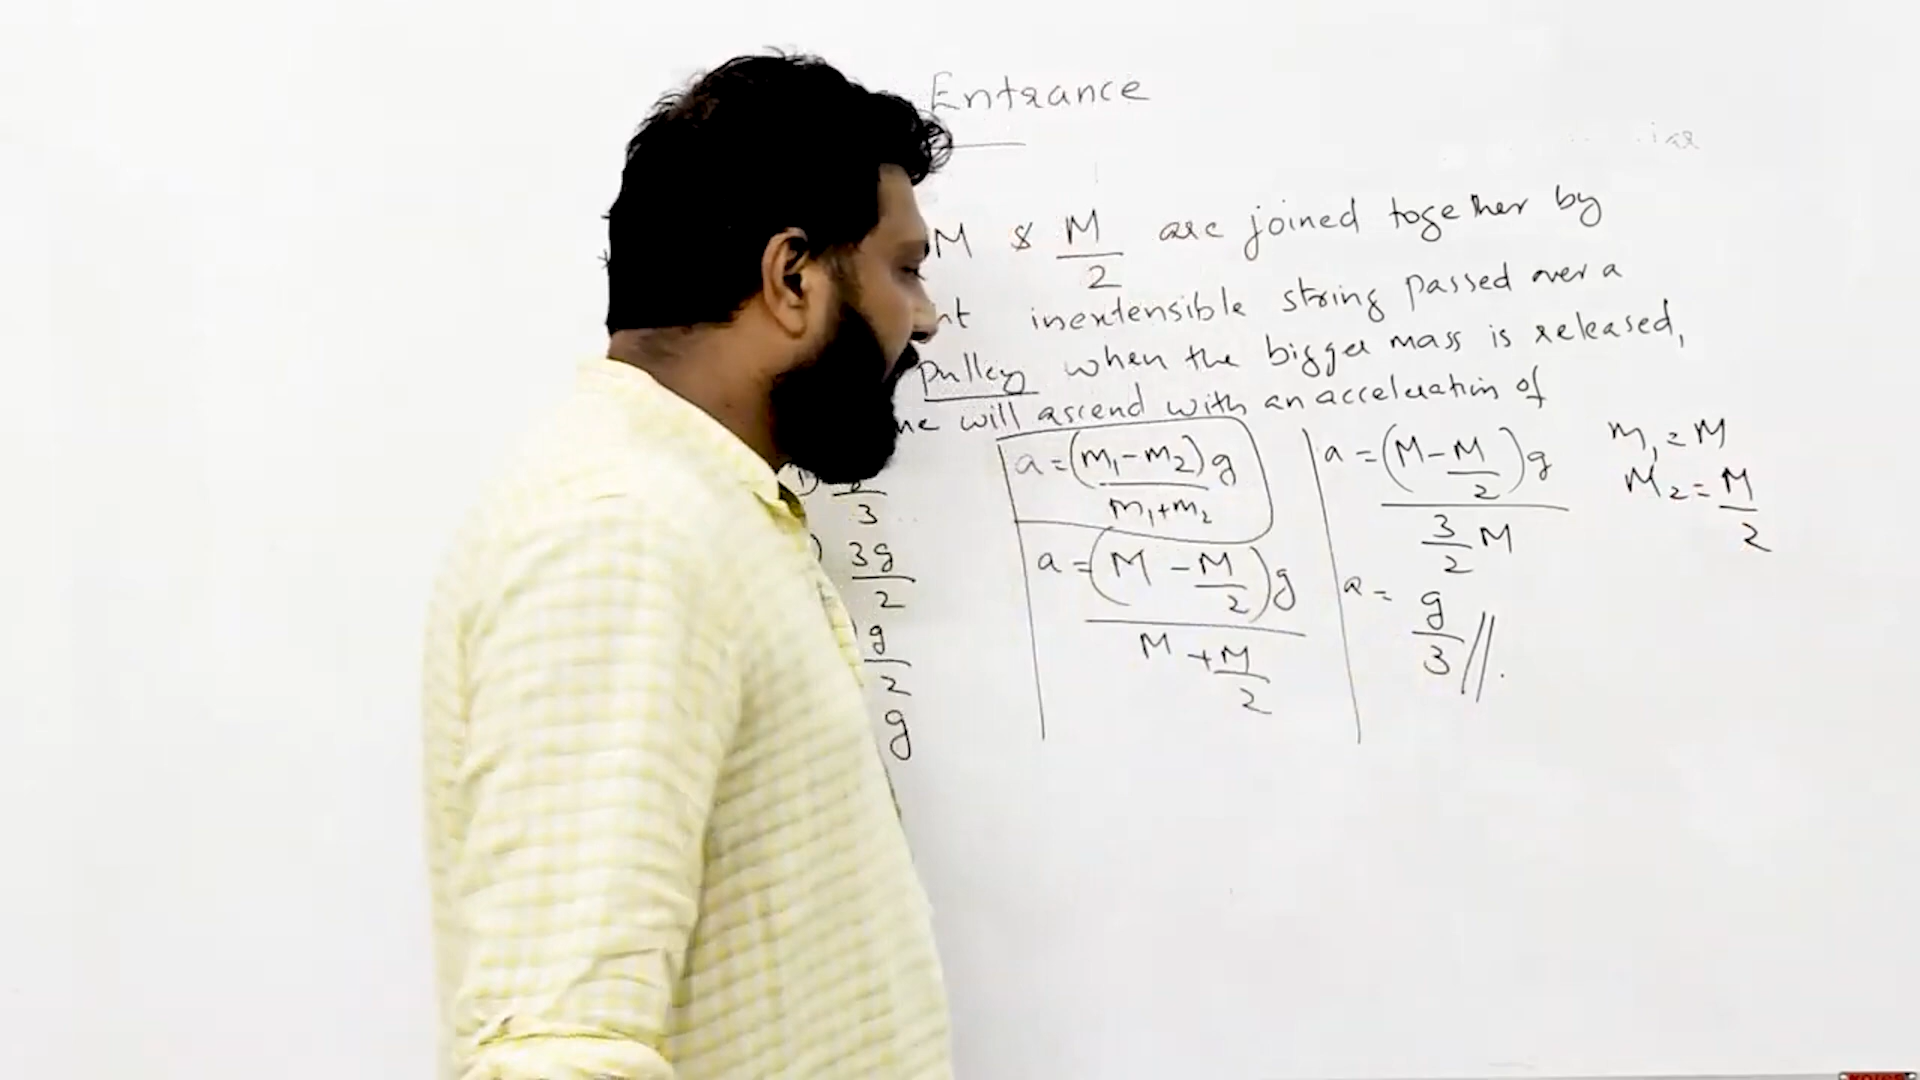 Entrance
M & M/2 are joined together by
inextensible string passed over a
pulley when the bigger mass is released,
will ascend with an acceleration of
a = (m₁-m₂)g / m₁+m₂
a = (M - M/2)g / M + M/2
a = (M - M/2)g / 3/2 M
a = g/3 //.
m₁ = M
M₂ = M/2
3
3g/2
g/2
g